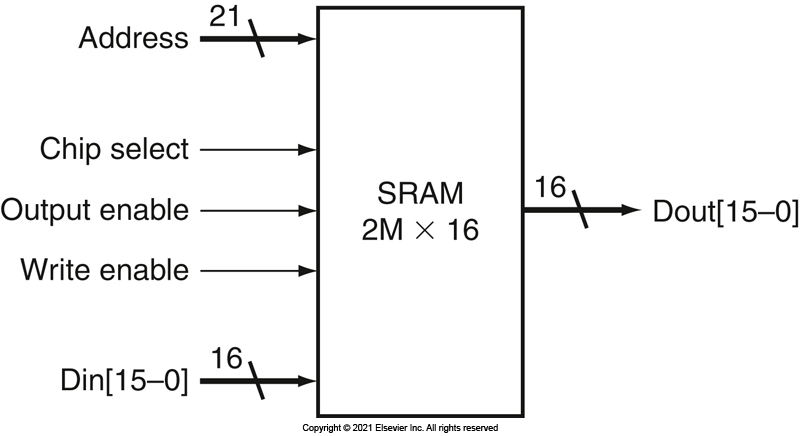 21
Address
Chip select
Output enable
Write enable
16
Din[15–0]
SRAM
2M × 16
16
Dout[15–0]
Copyright © 2021 Elsevier Inc. All rights reserved